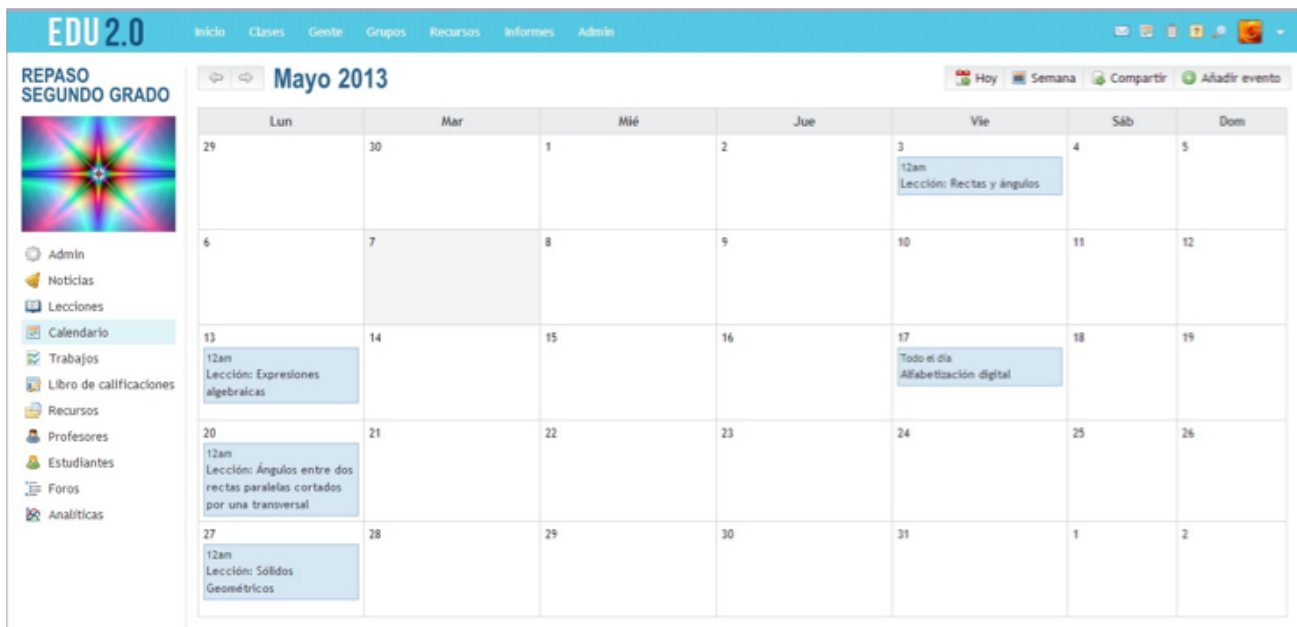 EDU 2.0
Inicio Clases Gente Grupos Recursos Informes Admin
REPASO
SEGUNDO GRADO
Mayo 2013
Hoy Semana Compartir Añadir evento
Lun Mar Mié Jue Vie Sáb Dom
29 30 1 2 3 4 5
12am
Lección: Rectas y ángulos
6 7 8 9 10 11 12
13 14 15 16 17 18 19
12am
Lección: Expresiones
algebraicas
Todo el día
Alfabetización digital
20 21 22 23 24 25 26
12am
Lección: Ángulos entre dos
rectas paralelas cortados
por una transversal
27 28 29 30 31 1 2
12am
Lección: Sólidos
Geométricos
Admin
Noticias
Lecciones
Calendario
Trabajos
Libro de calificaciones
Recursos
Profesores
Estudiantes
Foros
Analíticas